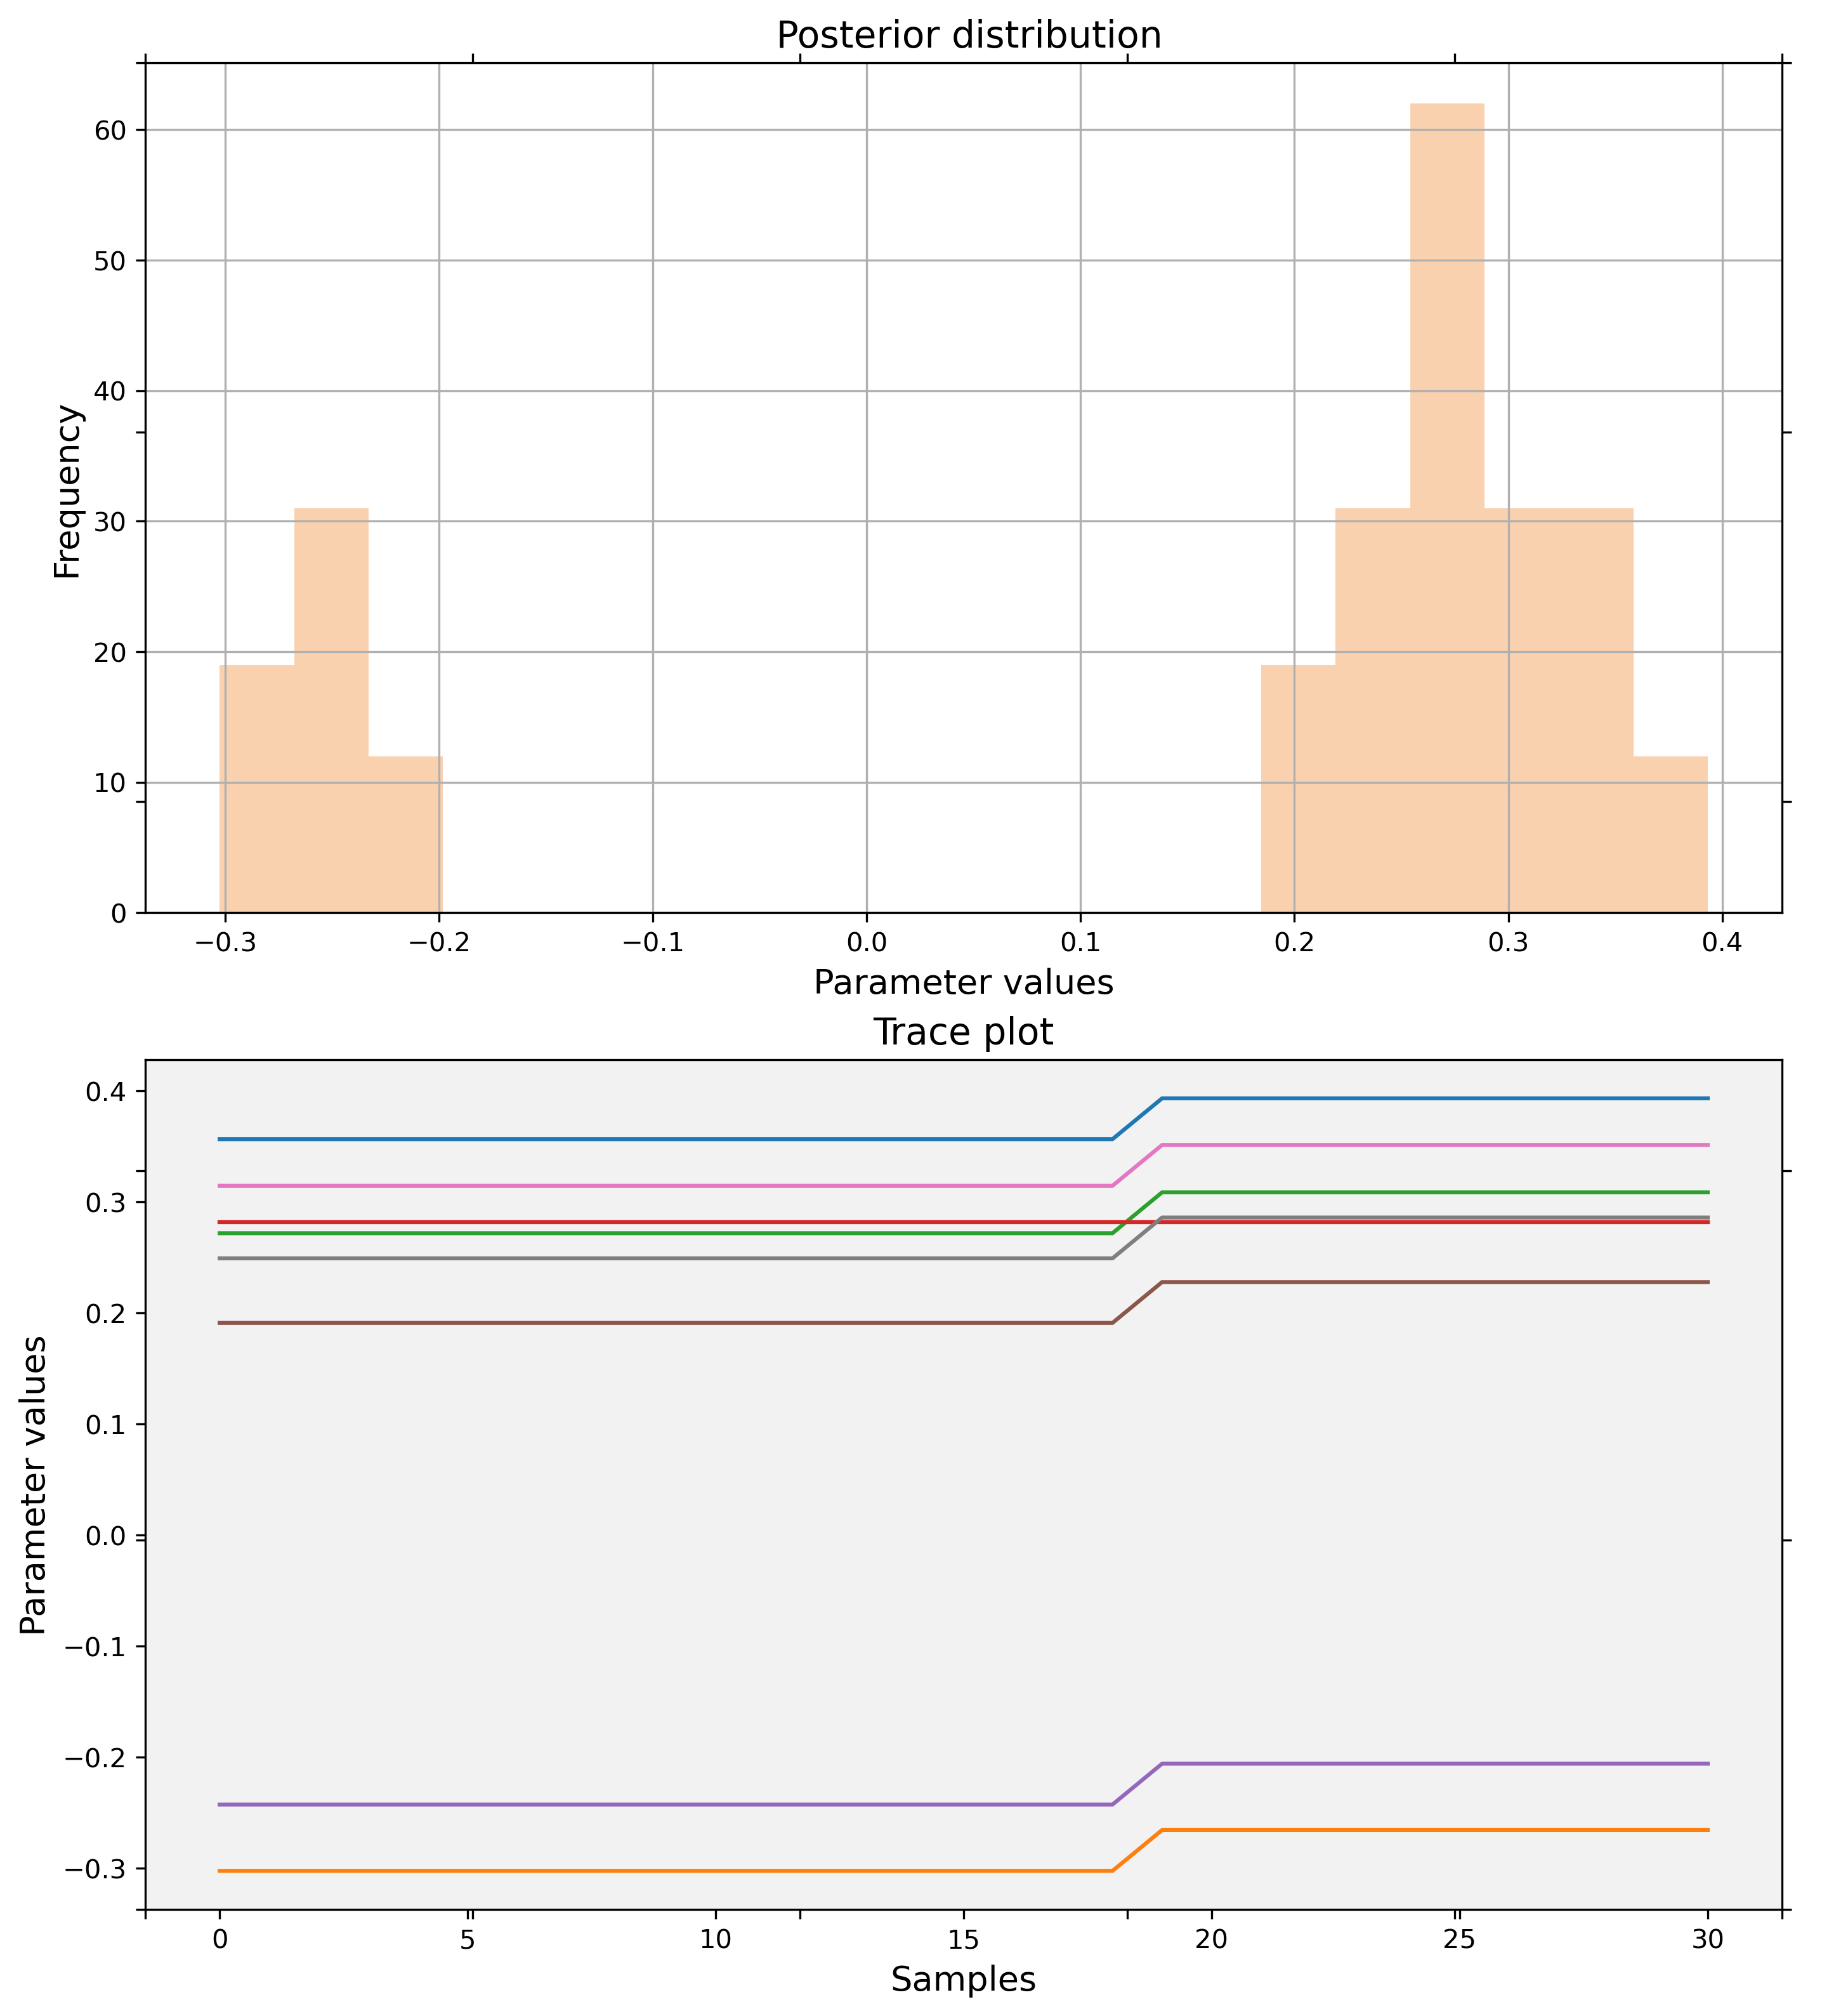 Posterior distribution
60
50
40
30
20
10
0
Frequency
−0.3 −0.2 −0.1 0.0 0.1 0.2 0.3 0.4
Parameter values
Trace plot
0.4
0.3
0.2
0.1
0.0
−0.1
−0.2
−0.3
Parameter values
0 5 10 15 20 25 30
Samples